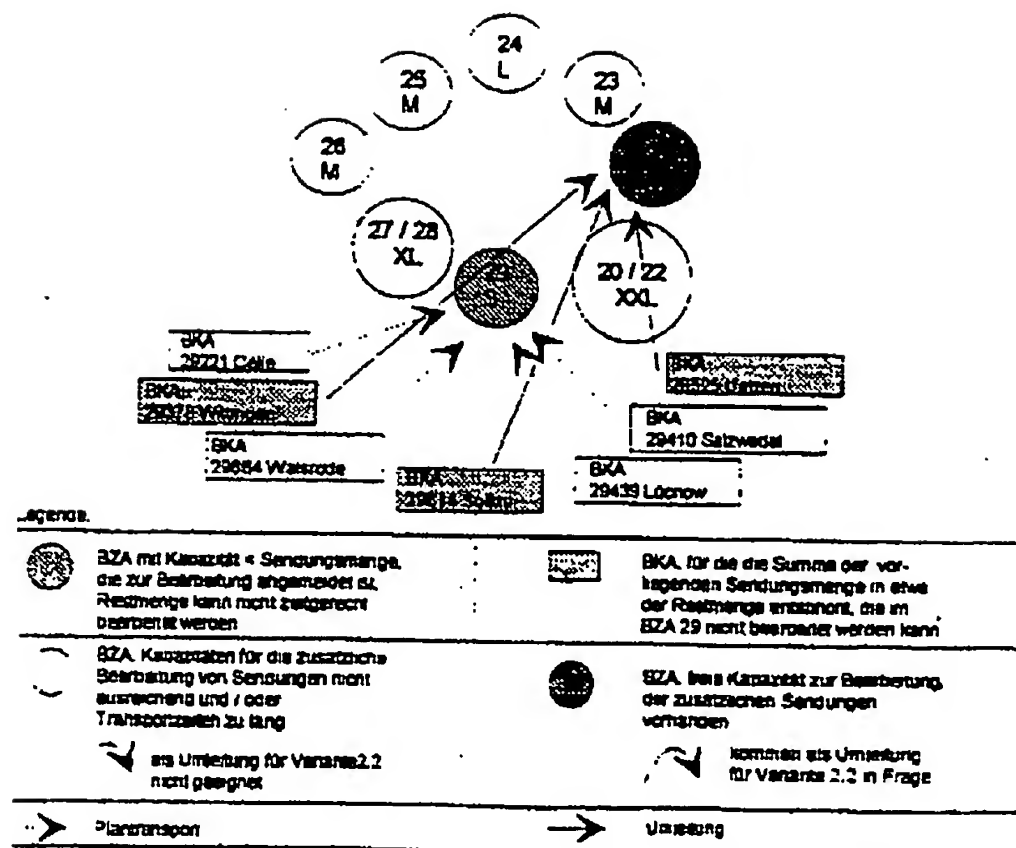 24
L
25
M
23
M
26
M
27 / 28
XL
20 / 22
XXL
BKA
29221 Celle
BKA
BKA
29664 Walsrode
BKA
BKA
BKA
29410 Salzwedel
BKA
29439 Lüchow
Legende:
BZA mit Kapazität < Sendungsmenge,
die zur Bearbeitung angemeldet ist,
Restmenge kann nicht zeitgerecht
bearbeitet werden
BKA, für die die Summe der vor-
liegenden Sendungsmenge in etwa
der Restmenge entspricht, die im
BZA 29 nicht bearbeitet werden kann
BZA, Kapazitäten für die zusätzliche
Bearbeitung von Sendungen nicht
ausreichend und / oder
Transportzeiten zu lang
als Umleitung für Variante 2.2
nicht geeignet
BZA, freie Kapazität zur Bearbeitung,
der zusätzlichen Sendungen
vorhanden
kommen als Umleitung
für Variante 2.2 in Frage
Plantransport
Umleitung